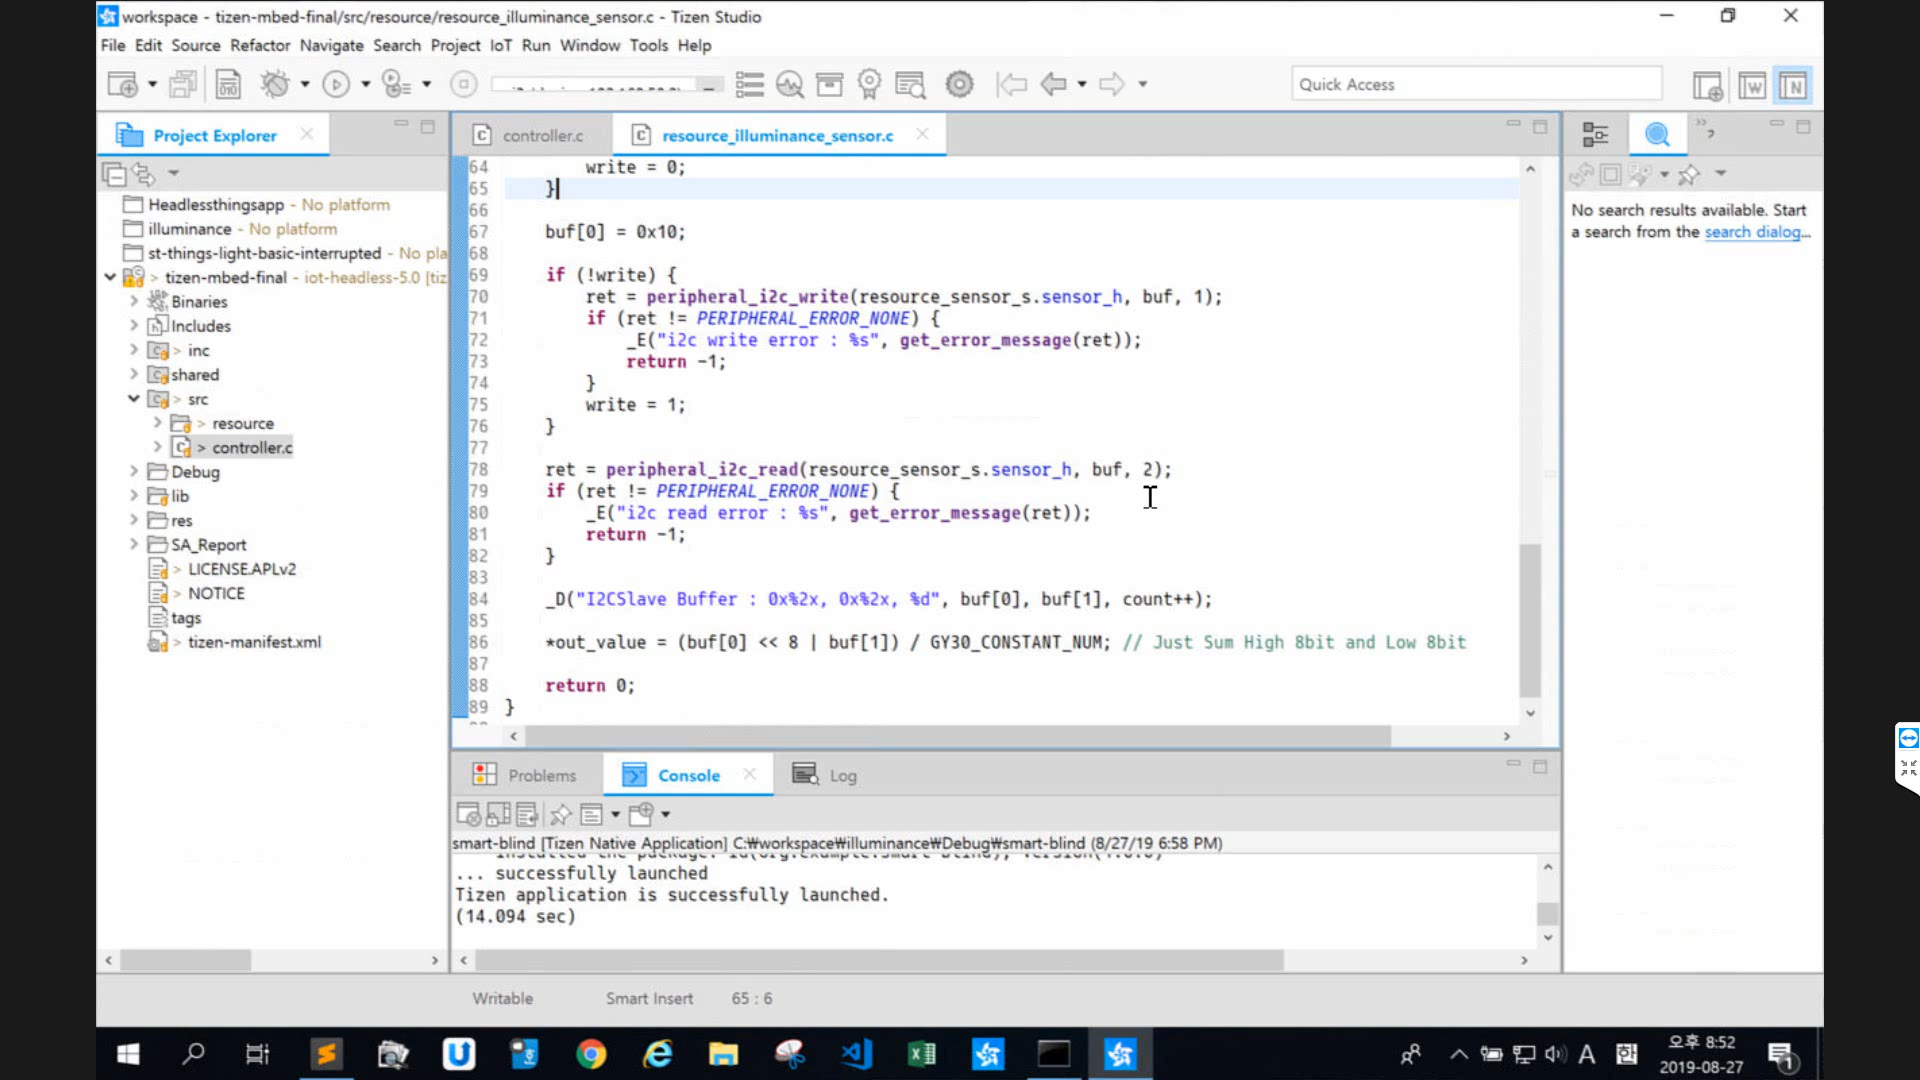 workspace - tizen-mbed-final/src/resource/resource_illuminance_sensor.c - Tizen Studio
File Edit Source Refactor Navigate Search Project IoT Run Window Tools Help
Quick Access
Project Explorer
controller.c
resource_illuminance_sensor.c
Headlessthingsapp - No platform
illuminance - No platform
st-things-light-basic-interrupted - No pla
> tizen-mbed-final - iot-headless-5.0 [tiz
Binaries
Includes
> inc
> shared
> src
> resource
> controller.c
Debug
> lib
> res
SA_Report
> LICENSE.APLv2
> NOTICE
tags
> tizen-manifest.xml
64 write = 0;
65 }
66
67 buf[0] = 0x10;
68
69 if (!write) {
70 ret = peripheral_i2c_write(resource_sensor_s.sensor_h, buf, 1);
71 if (ret != PERIPHERAL_ERROR_NONE) {
72 _E("i2c write error : %s", get_error_message(ret));
73 return -1;
74 }
75 write = 1;
76 }
77
78 ret = peripheral_i2c_read(resource_sensor_s.sensor_h, buf, 2);
79 if (ret != PERIPHERAL_ERROR_NONE) {
80 _E("i2c read error : %s", get_error_message(ret));
81 return -1;
82 }
83
84 _D("I2CSlave Buffer : 0x%2x, 0x%2x, %d", buf[0], buf[1], count++);
85
86 *out_value = (buf[0] << 8 | buf[1]) / GY30_CONSTANT_NUM; // Just Sum High 8bit and Low 8bit
87
88 return 0;
89 }
No search results available. Start
a search from the search dialog...
Problems
Console
Log
smart-blind [Tizen Native Application] C:₩workspace₩illuminance₩Debug₩smart-blind (8/27/19 6:58 PM)
... successfully launched
Tizen application is successfully launched.
(14.094 sec)
Writable
Smart Insert
65 : 6
A
한
오후 8:52
2019-08-27
1